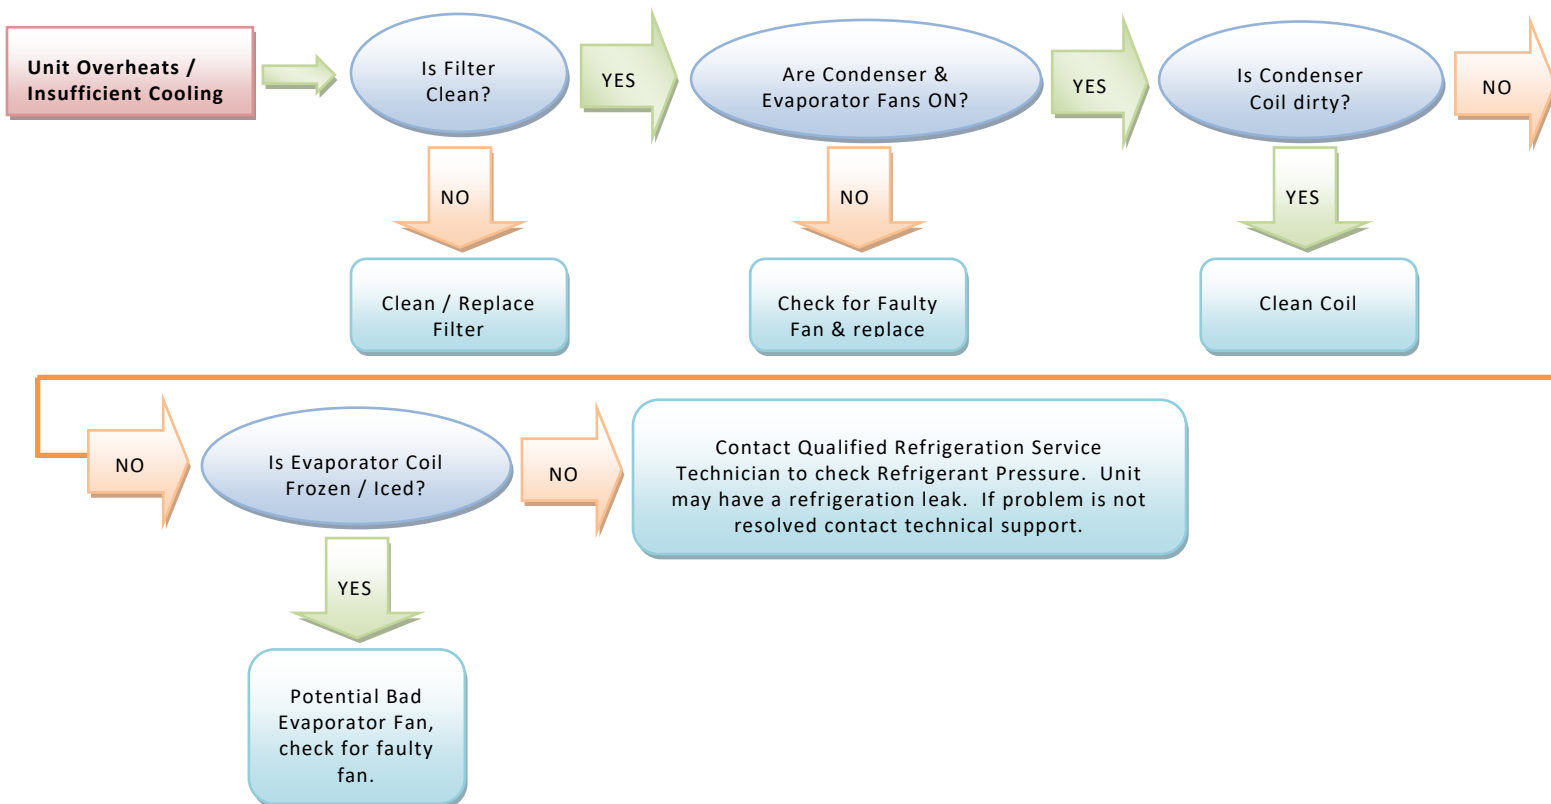 Unit Overheats /
Insufficient Cooling
Is Filter
Clean?
YES
Are Condenser &
Evaporator Fans ON?
YES
Is Condenser
Coil dirty?
NO
NO
NO
YES
Clean / Replace
Filter
Check for Faulty
Fan & replace
Clean Coil
NO
Is Evaporator Coil
Frozen / Iced?
NO
Contact Qualified Refrigeration Service
Technician to check Refrigerant Pressure.  Unit
may have a refrigeration leak.  If problem is not
resolved contact technical support.
YES
Potential Bad
Evaporator Fan,
check for faulty
fan.